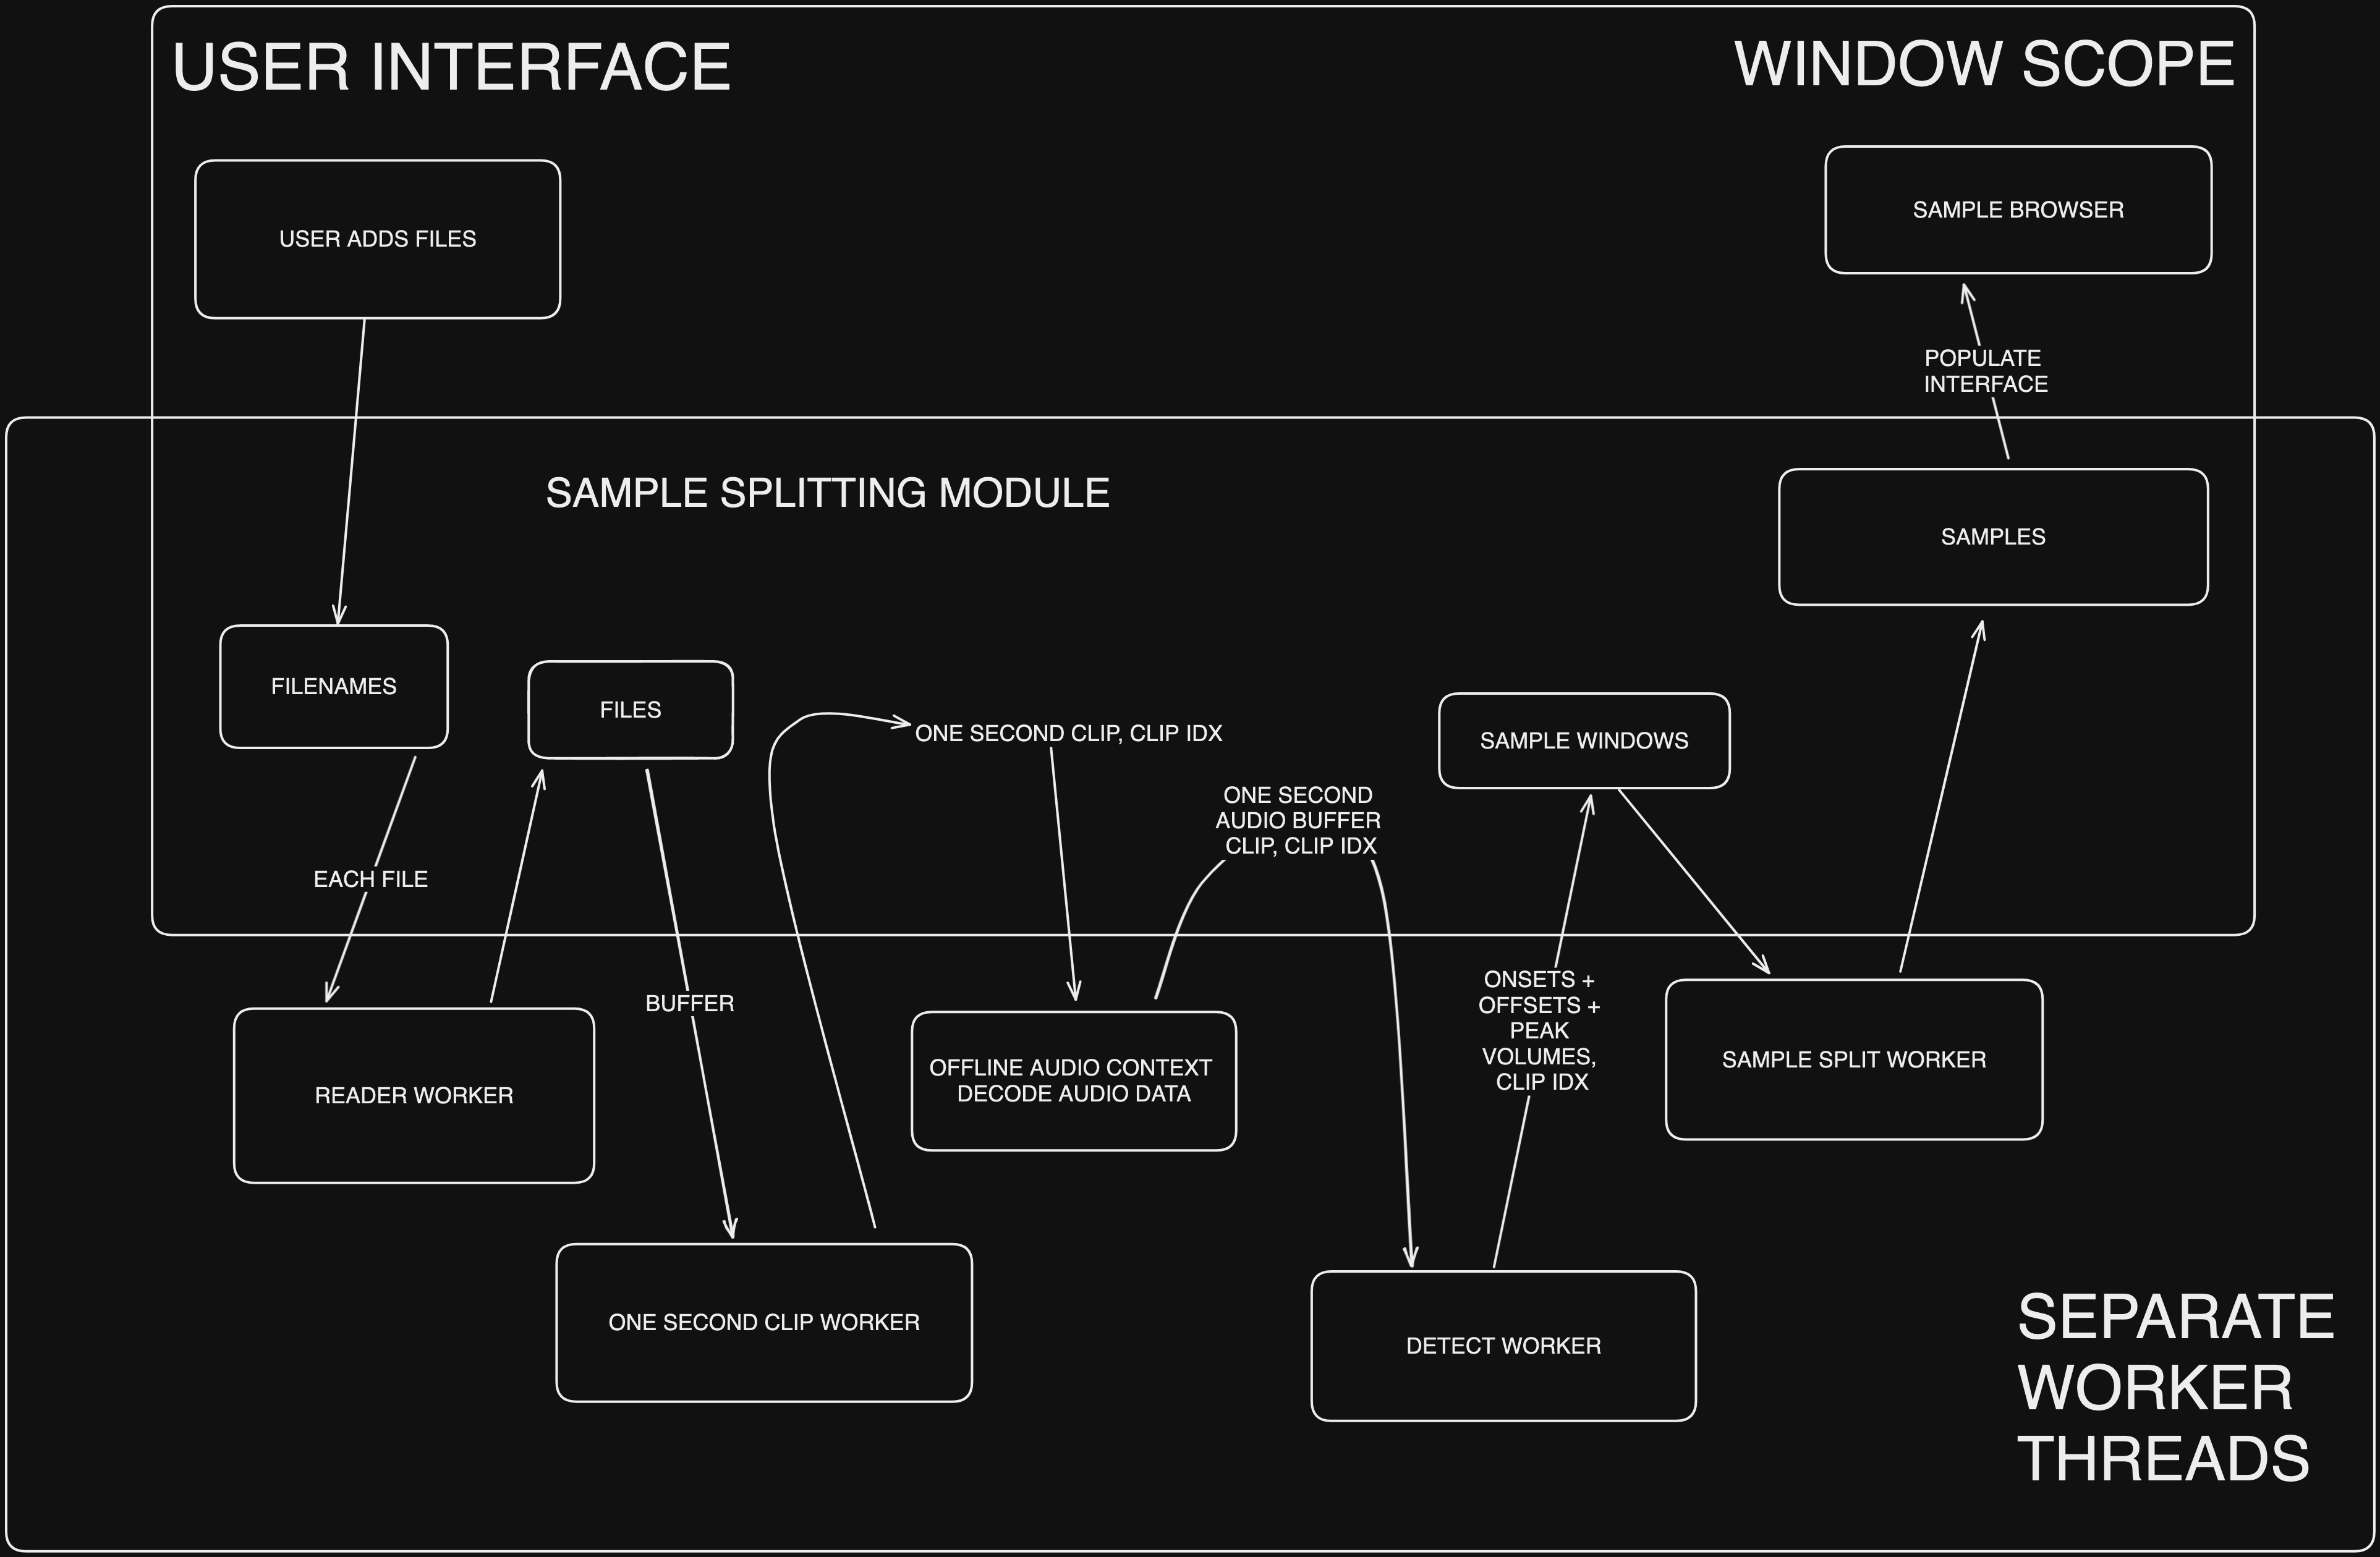 USER INTERFACE
WINDOW SCOPE
USER ADDS FILES
SAMPLE BROWSER
POPULATE
INTERFACE
SAMPLE SPLITTING MODULE
SAMPLES
FILENAMES
FILES
ONE SECOND CLIP, CLIP IDX
SAMPLE WINDOWS
ONE SECOND
AUDIO BUFFER
CLIP, CLIP IDX
EACH FILE
BUFFER
ONSETS +
OFFSETS +
PEAK
VOLUMES,
CLIP IDX
READER WORKER
OFFLINE AUDIO CONTEXT
DECODE AUDIO DATA
SAMPLE SPLIT WORKER
ONE SECOND CLIP WORKER
DETECT WORKER
SEPARATE
WORKER
THREADS